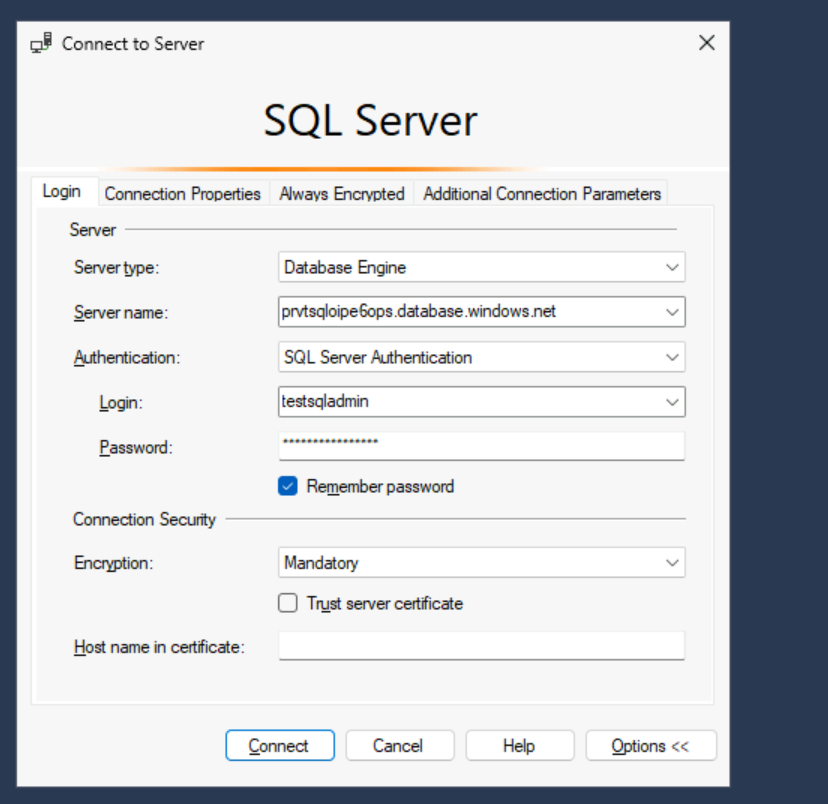 Connect to Server
SQL Server
Login Connection Properties Always Encrypted Additional Connection Parameters
Server
Server type: Database Engine
Server name: prvtsqloipe6ops.database.windows.net
Authentication: SQL Server Authentication
Login: testsqladmin
Password: ****************
Remember password
Connection Security
Encryption: Mandatory
Trust server certificate
Host name in certificate:
Connect Cancel Help Options <<